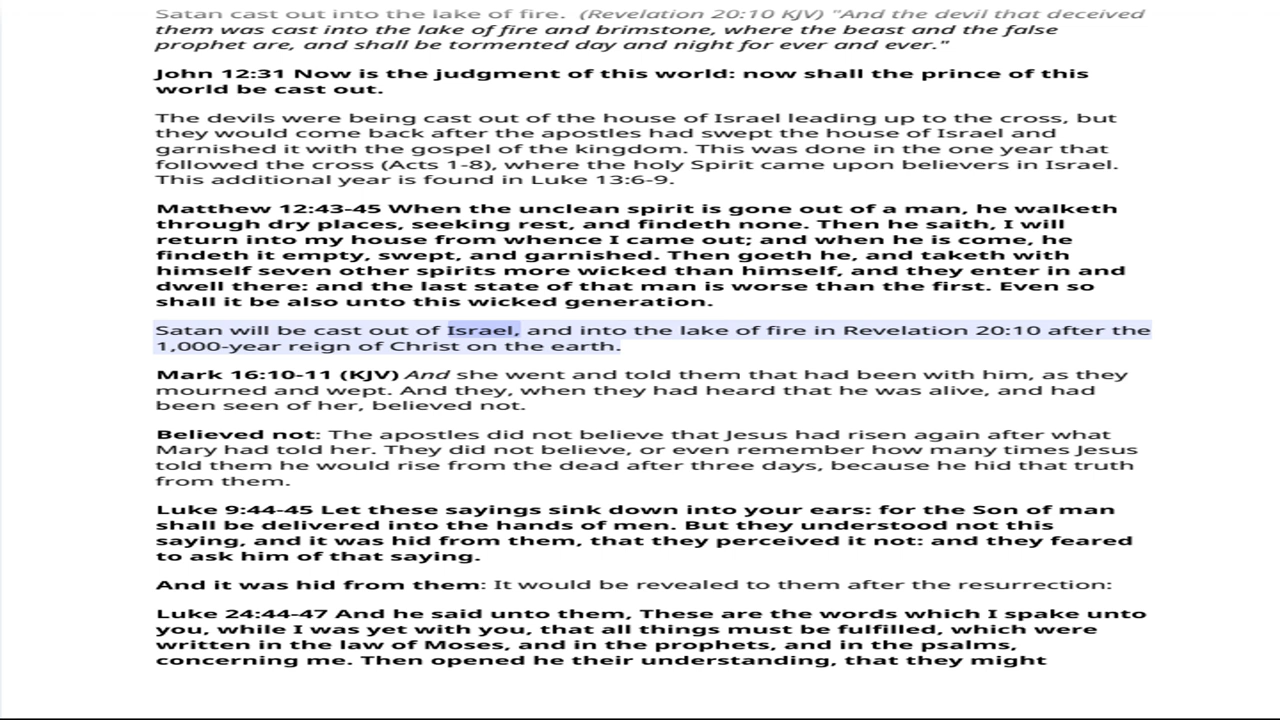 Satan cast out into the lake of fire. (Revelation 20:10 KJV) "And the devil that deceived
them was cast into the lake of fire and brimstone, where the beast and the false
prophet are, and shall be tormented day and night for ever and ever."
John 12:31 Now is the judgment of this world: now shall the prince of this
world be cast out.
The devils were being cast out of the house of Israel leading up to the cross, but
they would come back after the apostles had swept the house of Israel and
garnished it with the gospel of the kingdom. This was done in the one year that
followed the cross (Acts 1-8), where the holy Spirit came upon believers in Israel.
This additional year is found in Luke 13:6-9.
Matthew 12:43-45 When the unclean spirit is gone out of a man, he walketh
through dry places, seeking rest, and findeth none. Then he saith, I will
return into my house from whence I came out; and when he is come, he
findeth it empty, swept, and garnished. Then goeth he, and taketh with
himself seven other spirits more wicked than himself, and they enter in and
dwell there: and the last state of that man is worse than the first. Even so
shall it be also unto this wicked generation.
Satan will be cast out of Israel, and into the lake of fire in Revelation 20:10 after the
1,000-year reign of Christ on the earth.
Mark 16:10-11 (KJV) And she went and told them that had been with him, as they
mourned and wept. And they, when they had heard that he was alive, and had
been seen of her, believed not.
Believed not: The apostles did not believe that Jesus had risen again after what
Mary had told her. They did not believe, or even remember how many times Jesus
told them he would rise from the dead after three days, because he hid that truth
from them.
Luke 9:44-45 Let these sayings sink down into your ears: for the Son of man
shall be delivered into the hands of men. But they understood not this
saying, and it was hid from them, that they perceived it not: and they feared
to ask him of that saying.
And it was hid from them: It would be revealed to them after the resurrection:
Luke 24:44-47 And he said unto them, These are the words which I spake unto
you, while I was yet with you, that all things must be fulfilled, which were
written in the law of Moses, and in the prophets, and in the psalms,
concerning me. Then opened he their understanding, that they might